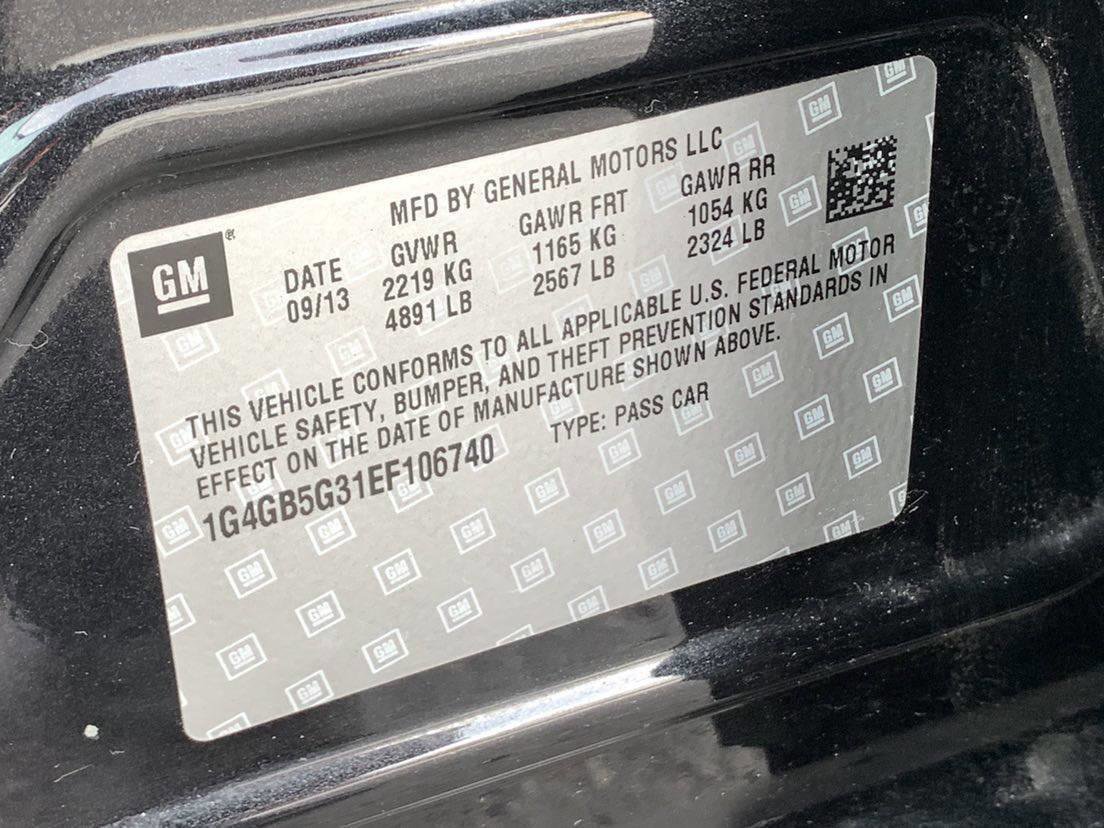 MFD BY GENERAL MOTORS LLC
GM
DATE GVWR GAWR FRT GAWR RR
09/13 2219 KG 1165 KG 1054 KG
4891 LB 2567 LB 2324 LB
THIS VEHICLE CONFORMS TO ALL APPLICABLE U.S. FEDERAL MOTOR
VEHICLE SAFETY, BUMPER, AND THEFT PREVENTION STANDARDS IN
EFFECT ON THE DATE OF MANUFACTURE SHOWN ABOVE.
1G4GB5G31EF106740 TYPE: PASS CAR